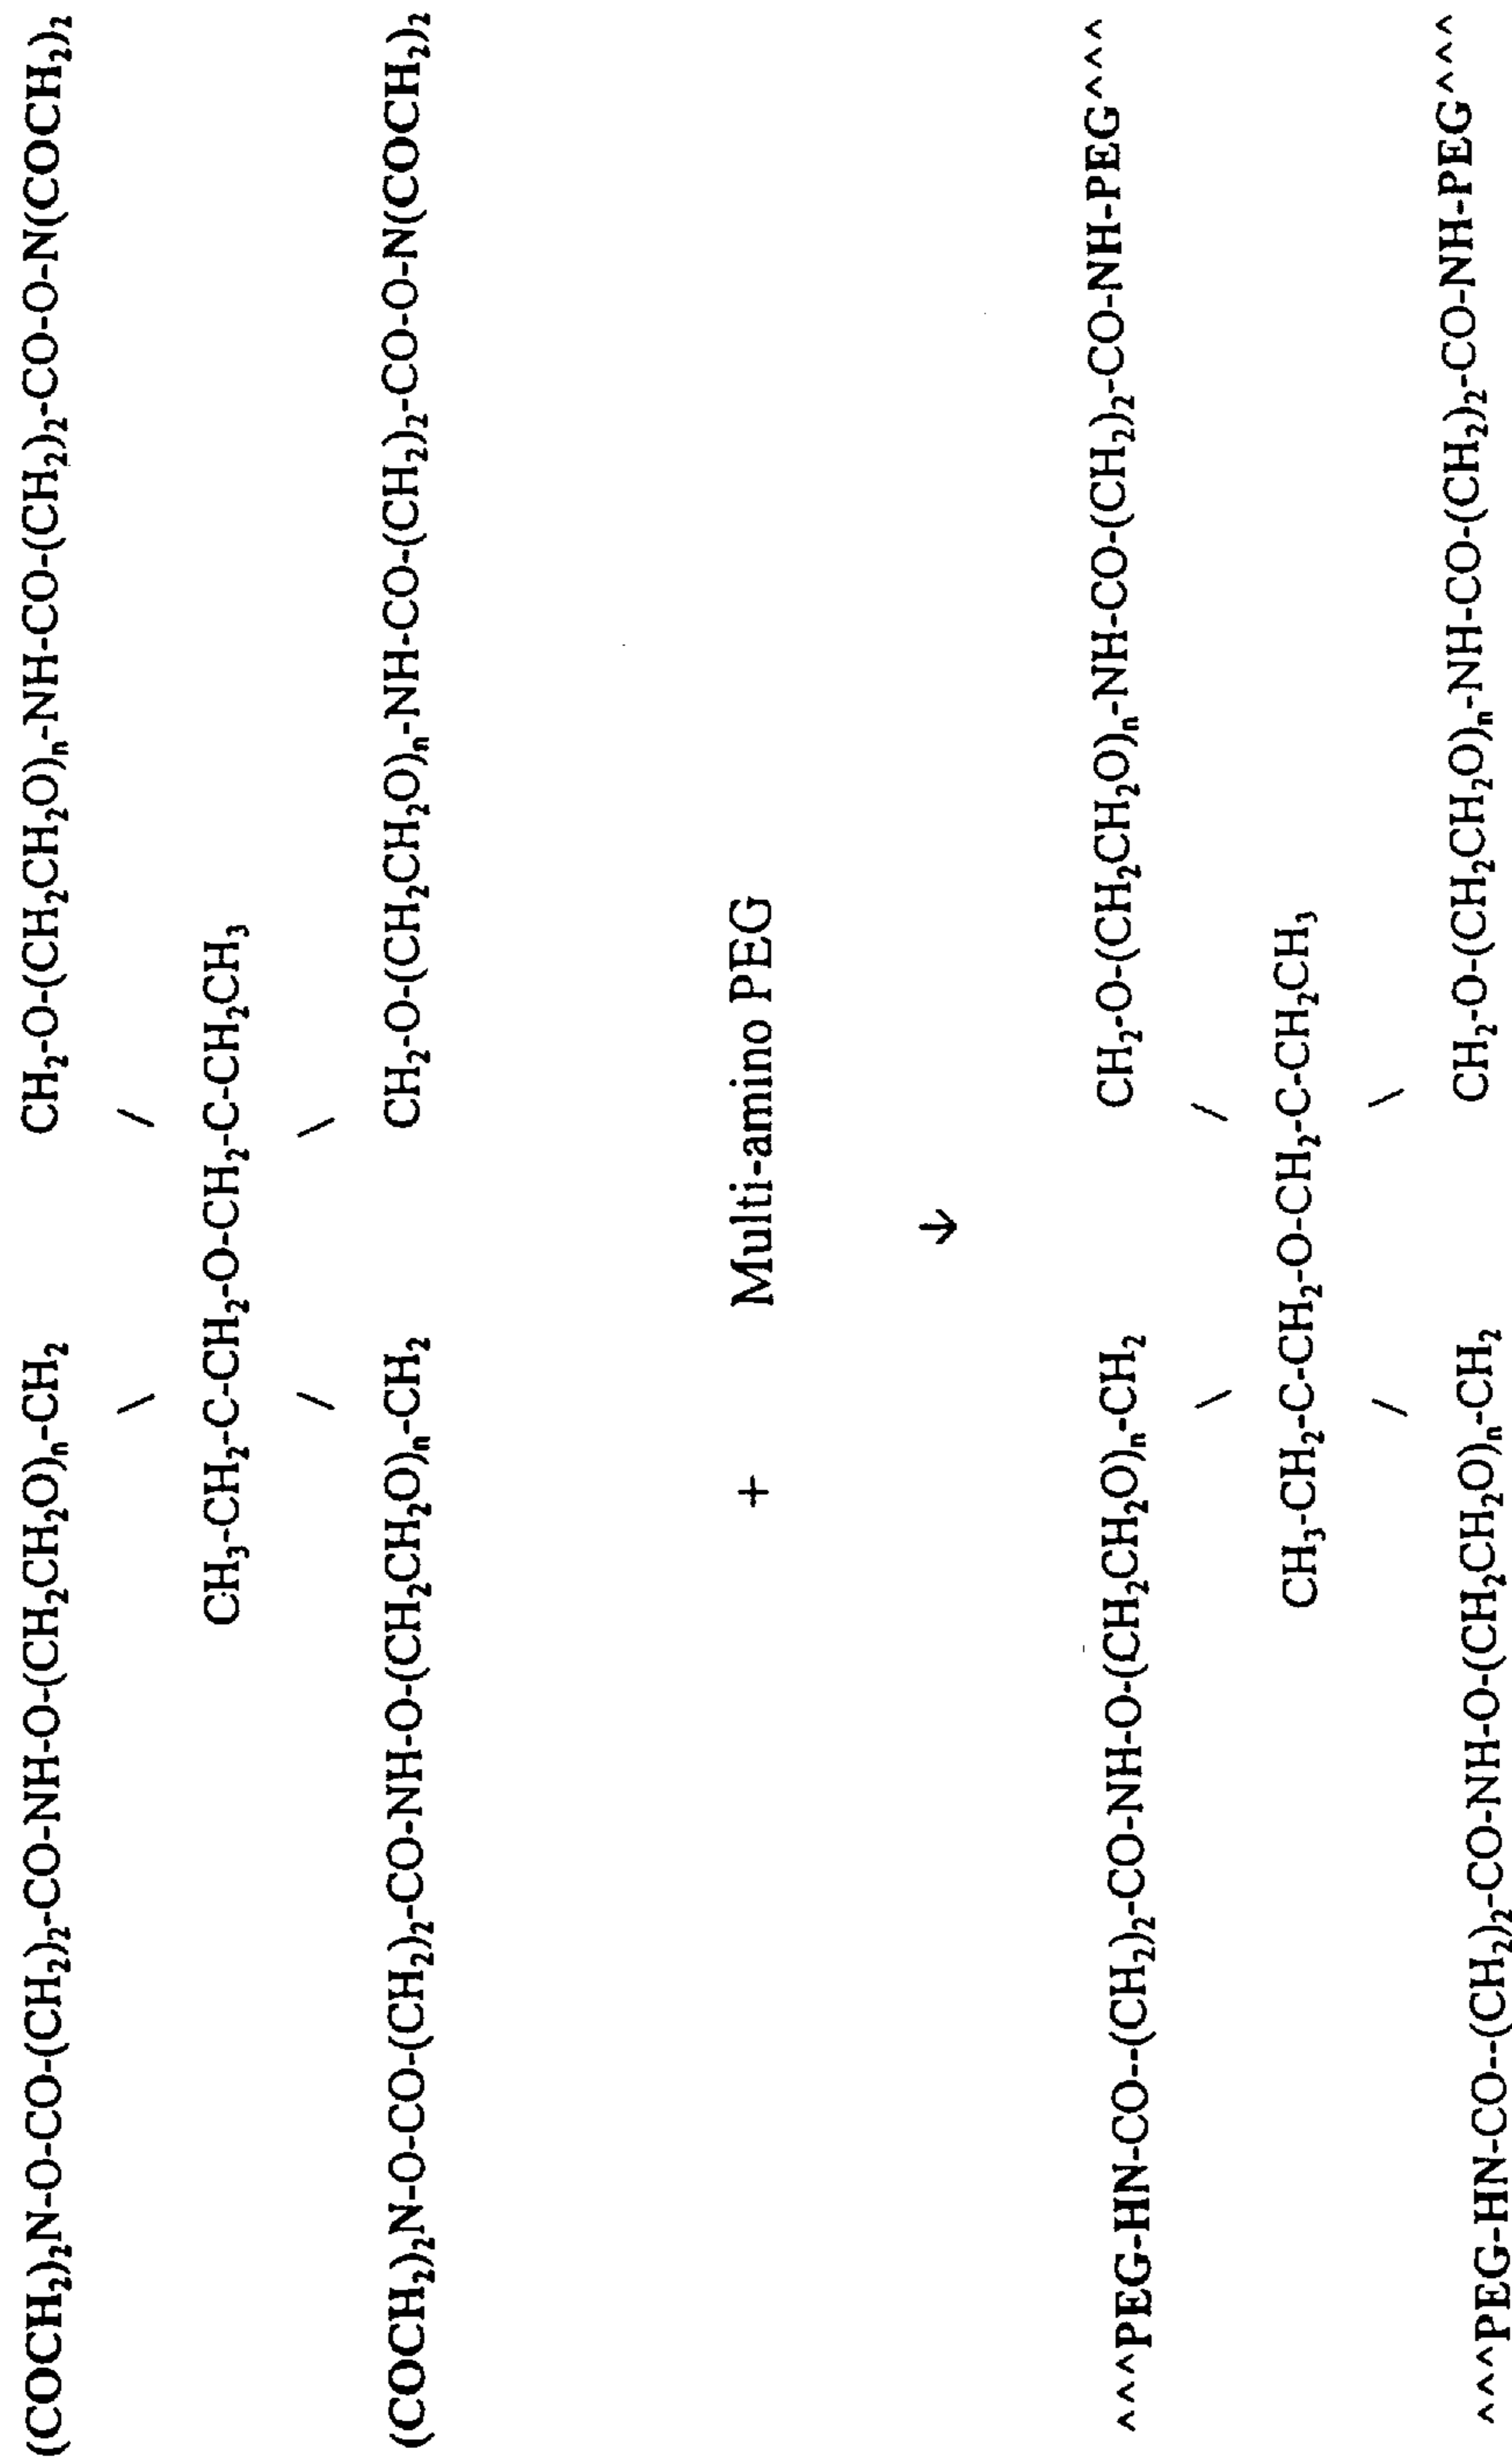 (COCH₂)₂N-O-CO-(CH₂)₂-CO-NH-O-(CH₂CH₂O)ₙ-CH₂ CH₂-O-(CH₂CH₂O)ₙ-NH-CO-(CH₂)₂-CO-O-N(COCH₂)₂
\ /
CH₃-CH₂-C-CH₂-O-CH₂-C-CH₂CH₃
/ \
(COCH₂)₂N-O-CO-(CH₂)₂-CO-NH-O-(CH₂CH₂O)ₙ-CH₂ CH₂-O-(CH₂CH₂O)ₙ-NH-CO-(CH₂)₂-CO-O-N(COCH₂)₂
+ Multi-amino PEG
↓
^^^PEG-HN-CO--(CH₂)₂-CO-NH-O-(CH₂CH₂O)ₙ-CH₂ CH₂-O-(CH₂CH₂O)ₙ-NH-CO-(CH₂)₂-CO-NH-PEG^^^
\ /
CH₃-CH₂-C-CH₂-O-CH₂-C-CH₂CH₃
/ \
^^^PEG-HN-CO--(CH₂)₂-CO-NH-O-(CH₂CH₂O)ₙ-CH₂ CH₂-O-(CH₂CH₂O)ₙ-NH-CO-(CH₂)₂-CO-NH-PEG^^^